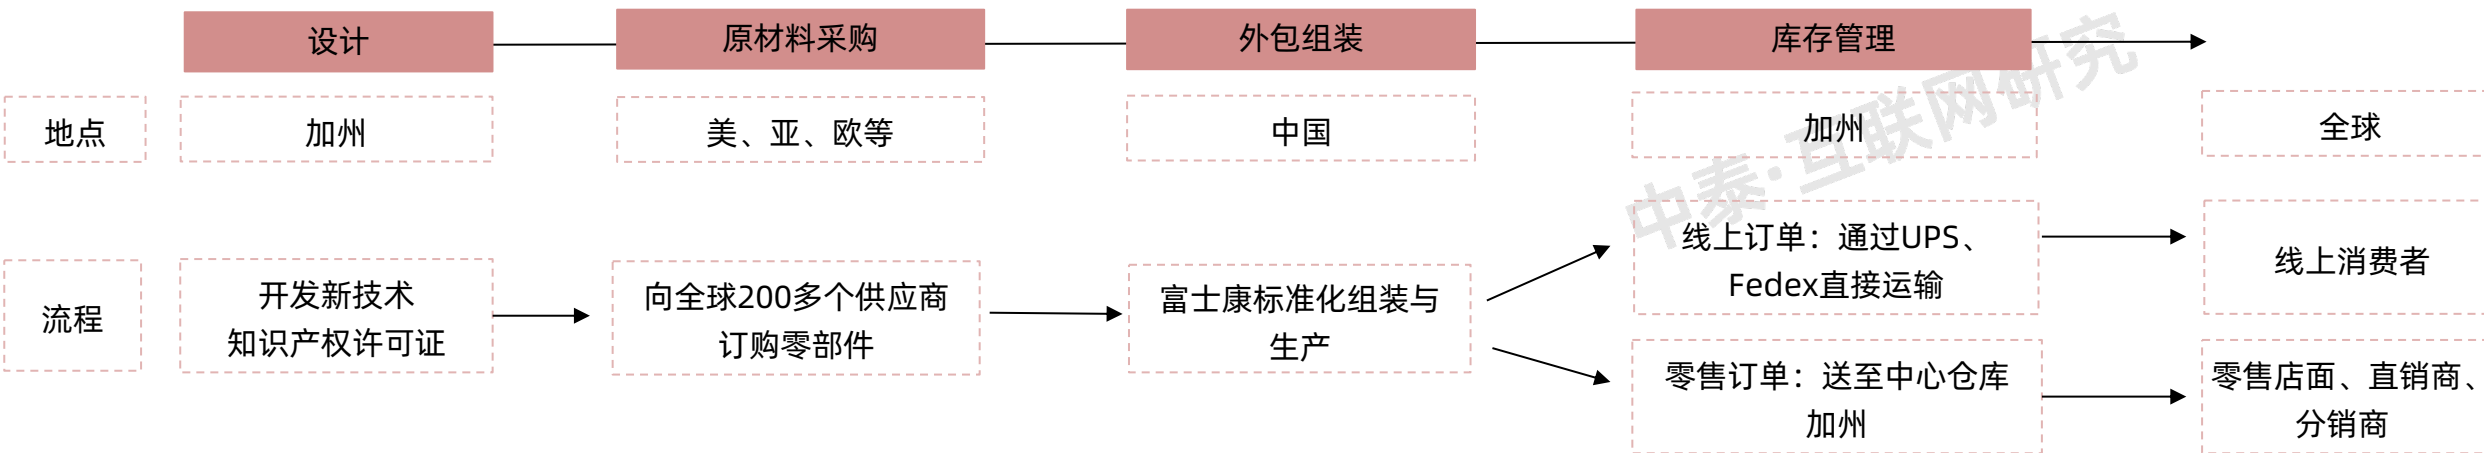 设计
原材料采购
外包组装
库存管理
地点
加州
美、亚、欧等
中国
加州
全球
流程
开发新技术
知识产权许可证
向全球200多个供应商
订购零部件
富士康标准化组装与
生产
线上订单：通过UPS、
Fedex直接运输
线上消费者
零售订单：送至中心仓库
加州
零售店面、直销商、
分销商
中泰·互联网研究